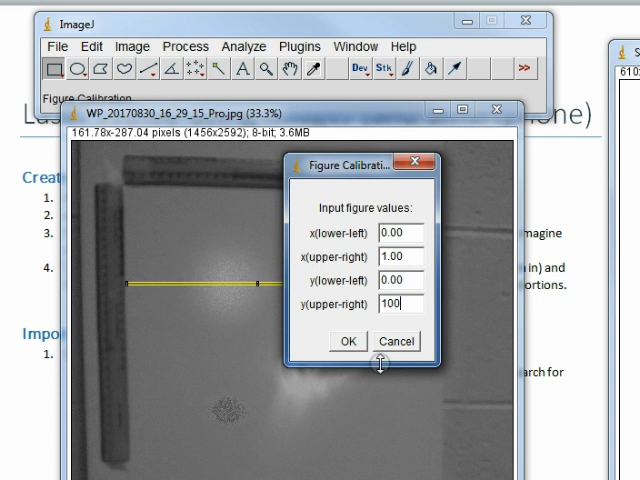 ImageJ
File Edit Image Process Analyze Plugins Window Help
Dev Stk >>
Figure Calibration
hone)
WP_20170830_16_29_15_Pro.jpg (33.3%)
161.78x-287.04 pixels (1456x2592); 8-bit; 3.6MB
610
Creat
1.
2.
3.
magine
4.
in) and
ortions.
Impo
1.
arch for
Figure Calibrati...
Input figure values:
x(lower-left) 0.00
x(upper-right) 1.00
y(lower-left) 0.00
y(upper-right) 100
OK Cancel